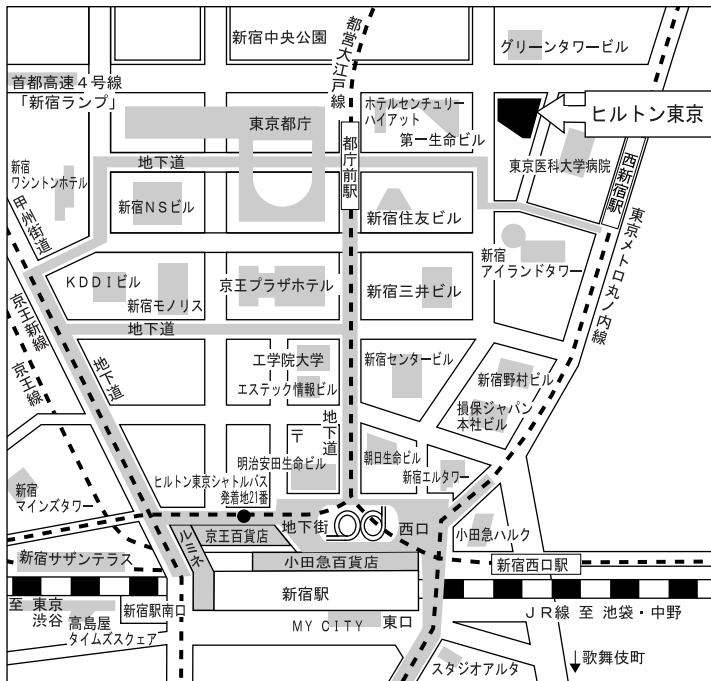 新宿中央公園
都営大江戸線
グリーンタワービル
首都高速4号線
「新宿ランプ」
東京都庁
ホテルセンチュリー
ハイアット
第一生命ビル
ヒルトン東京
都庁前駅
地下道
東京医科大学病院
西新宿駅
新宿
ワシントンホテル
甲州街道
新宿NSビル
新宿住友ビル
新宿
アイランドタワー
東京メトロ丸ノ内線
KDDIビル
新宿モノリス
京王プラザホテル
新宿三井ビル
京王新線
京王線
地下道
地下道
工学院大学
エステック情報ビル
新宿センタービル
新宿野村ビル
損保ジャパン
本社ビル
地下道
〒
明治安田生命ビル
朝日生命ビル
新宿エルタワー
ヒルトン東京シャトルバス
発着地21番
新宿
マインズタワー
ルミネ
京王百貨店
地下街
西口
小田急ハルク
新宿サザンテラス
小田急百貨店
新宿西口駅
新宿駅
至 東京
渋谷
新宿駅南口
高島屋
タイムズスクェア
MY CITY
東口
JR線 至 池袋・中野
スタジオアルタ
↓歌舞伎町